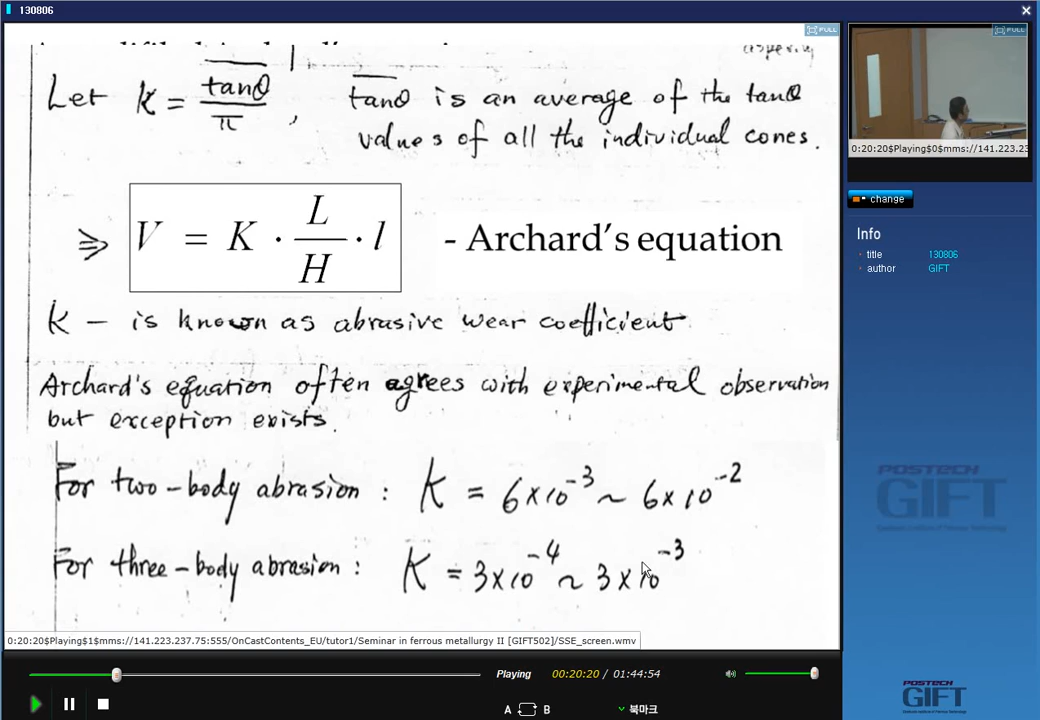 130806
FULL
asperity
Let K = tanθ / π , tanθ is an average of the tanθ
values of all the individual cones.
⇒ V = K · L / H · l - Archard's equation
K – is known as abrasive wear coefficient
Archard's equation often agrees with experimental observation
but exception exists.
For two-body abrasion : K = 6×10⁻³ ~ 6×10⁻²
For three-body abrasion : K = 3×10⁻⁴ ~ 3×10⁻³
0:20:20$Playing$1$mms://141.223.237.75:555/OnCastContents_EU/tutor1/Seminar in ferrous metallurgy II [GIFT502]/SSE_screen.wmv
Playing 00:20:20 / 01:44:54
A B 북마크
FULL
0:20:20$Playing$0$mms://141.223.23
change
Info
title 130806
author GIFT
POSTECH
GIFT
POSTECH
GIFT